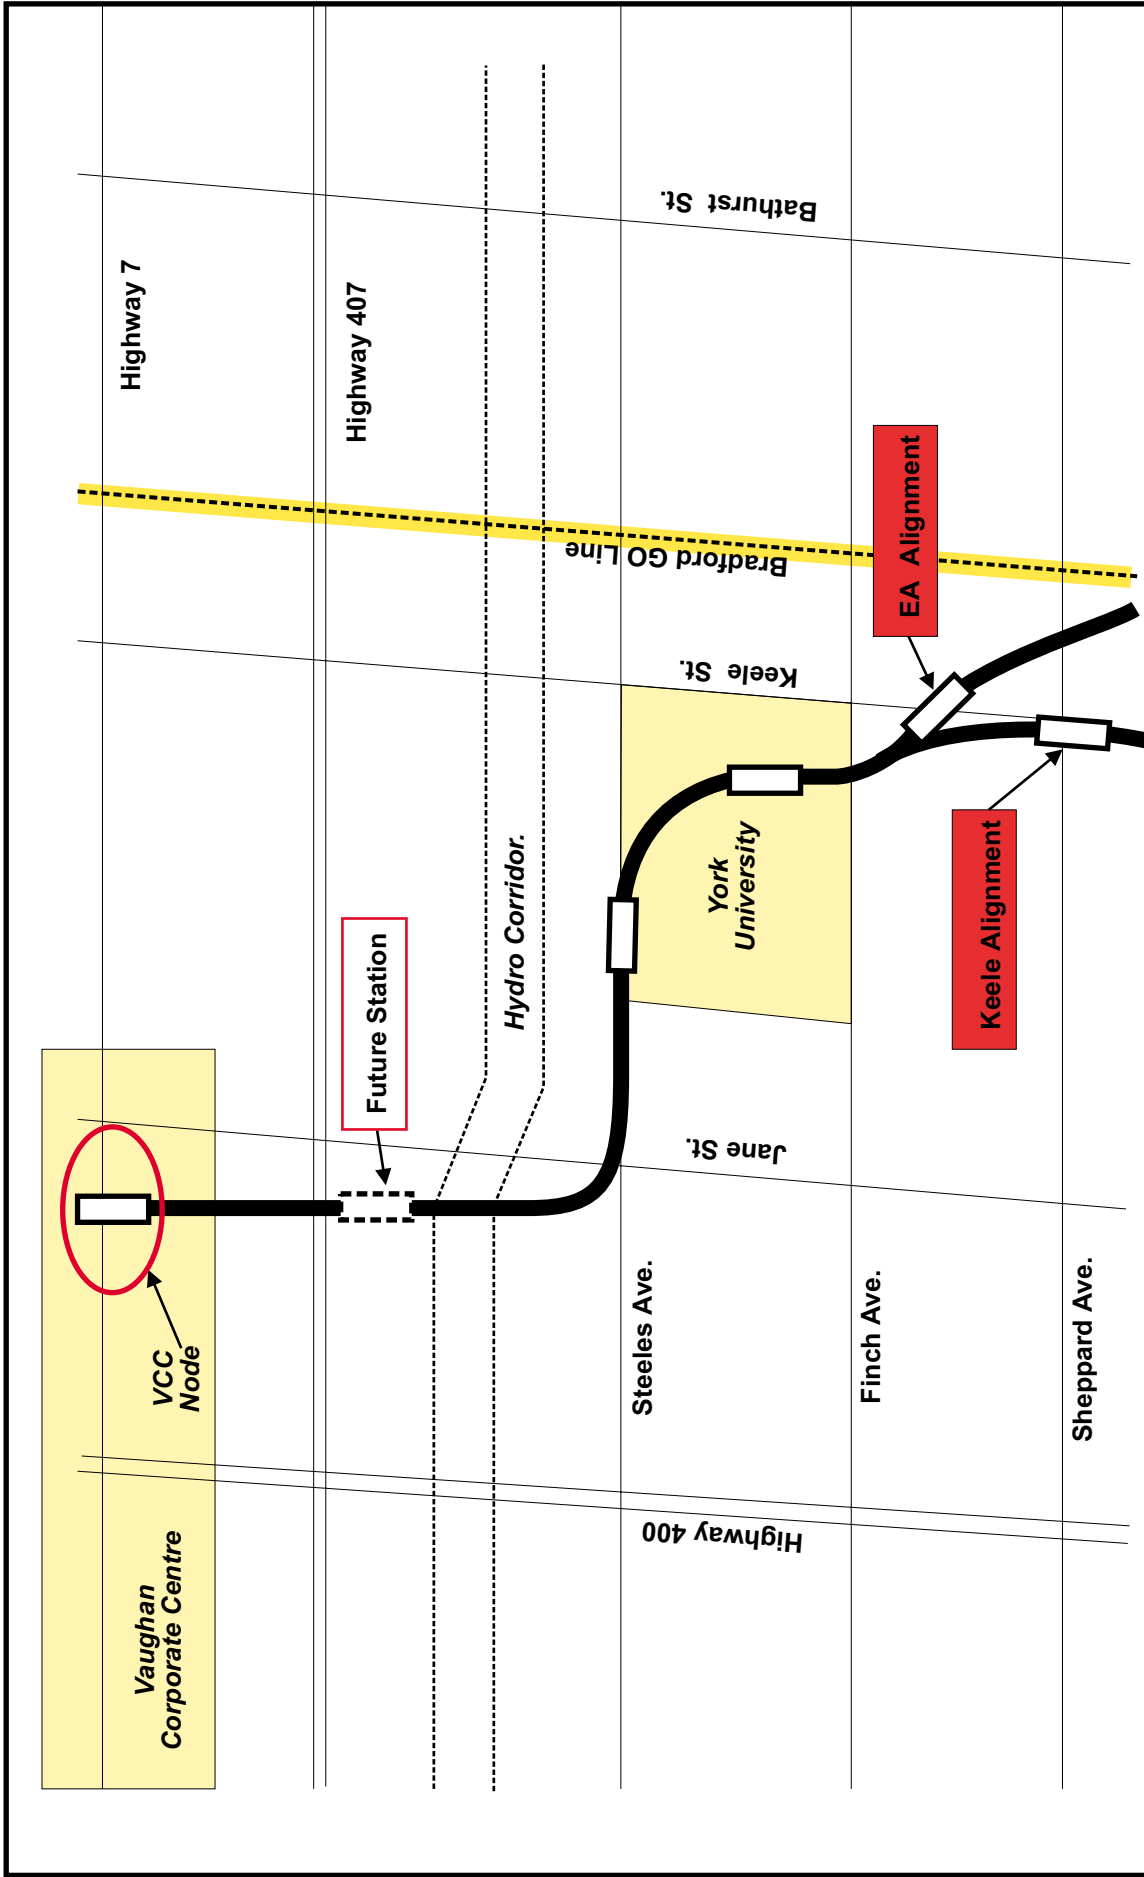 Highway 7
Highway 407
Bathurst St.
Bradford GO Line
EA Alignment
Keele St.
Future Station
Hydro Corridor.
York
University
Keele Alignment
Jane St.
VCC
Node
Steeles Ave.
Finch Ave.
Sheppard Ave.
Vaughan
Corporate Centre
Highway 400